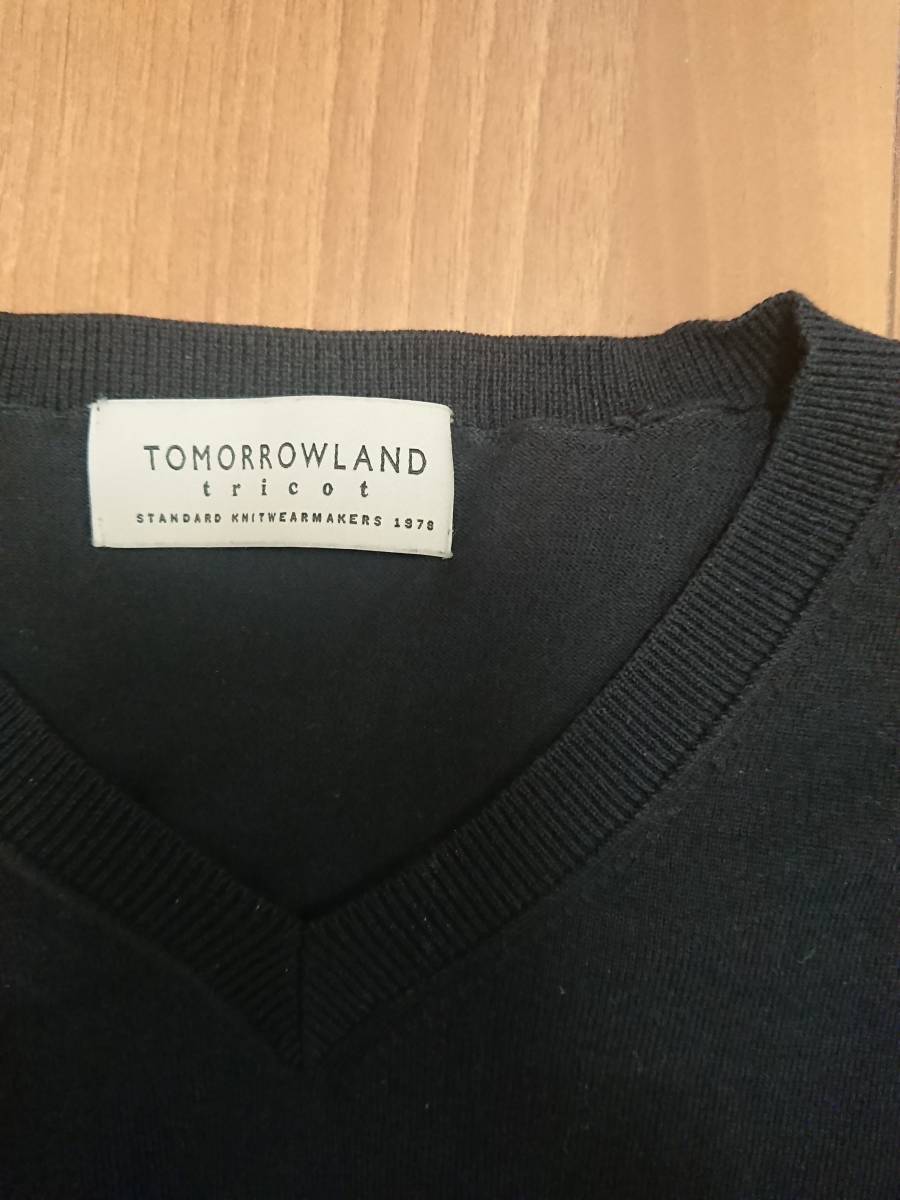 TOMORROWLAND
tricot
STANDARD KNITWEARMAKERS 1978